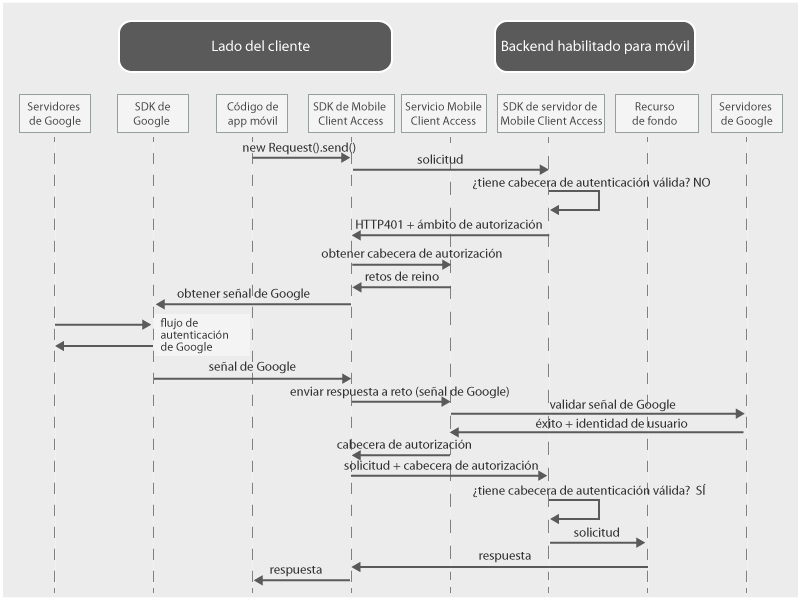 Lado del cliente
Backend habilitado para móvil
Servidores
de Google
SDK de
Google
Código de
app móvil
SDK de Mobile
Client Access
Servicio Mobile
Client Access
SDK de servidor de
Mobile Client Access
Recurso
de fondo
Servidores
de Google
new Request().send()
solicitud
¿tiene cabecera de autenticación válida? NO
HTTP401 + ámbito de autorización
obtener cabecera de autorización
retos de reino
obtener señal de Google
flujo de
autenticación
de Google
señal de Google
enviar respuesta a reto (señal de Google)
validar señal de Google
éxito + identidad de usuario
cabecera de autorización
solicitud + cabecera de autorización
¿tiene cabecera de autenticación válida? SÍ
solicitud
respuesta
respuesta